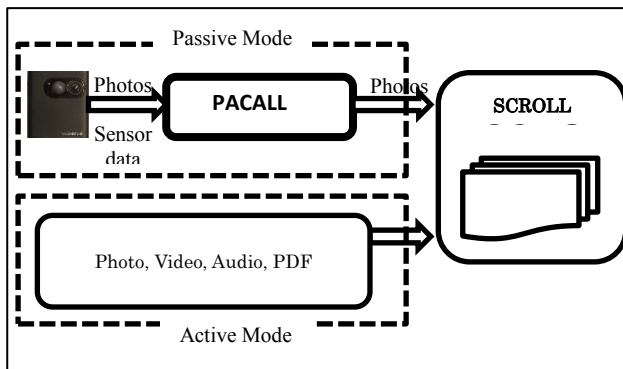 Passive Mode
Photos
Sensor
data
PACALL
Photos
SCROLL
Photo, Video, Audio, PDF
Active Mode